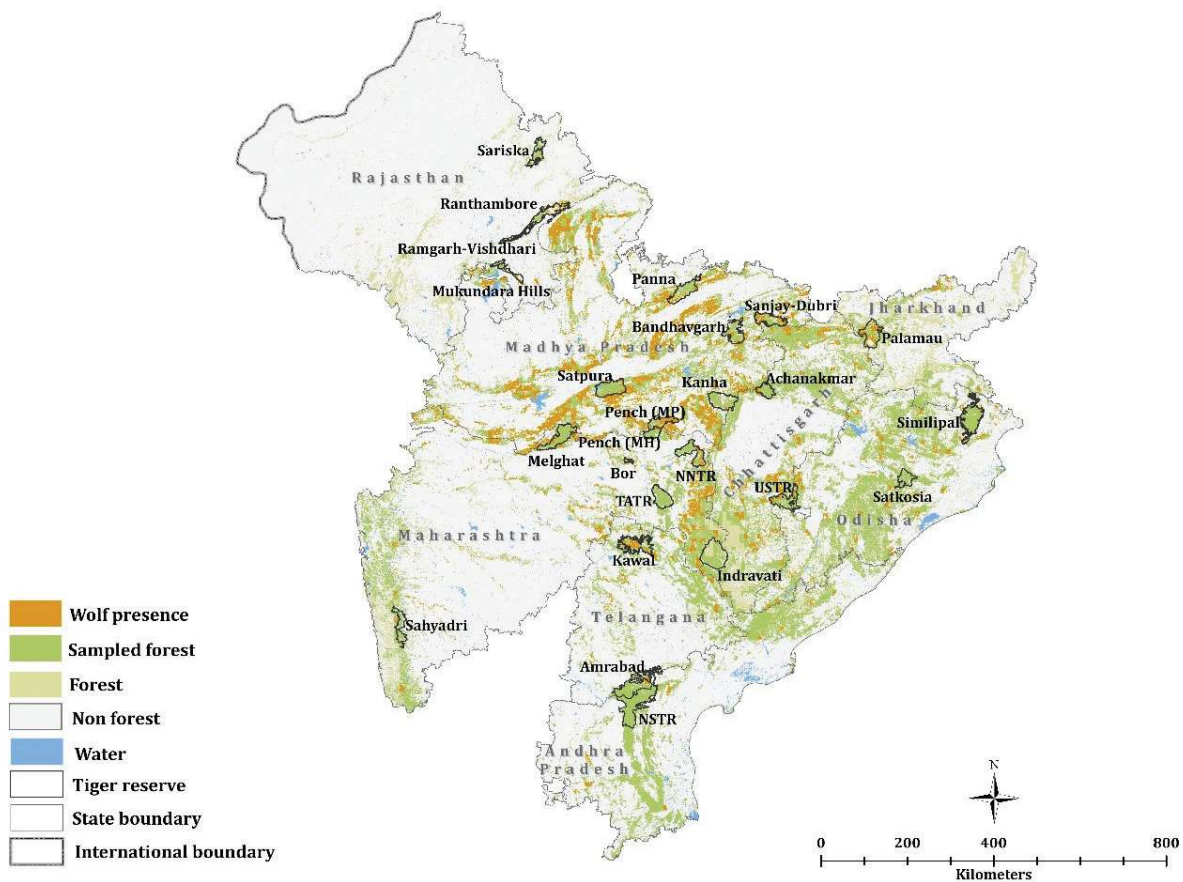 Sariska
Rajasthan
Ranthambore
Ramgarh-Vishdhari
Mukundara Hills
Panna
Sanjay-Dubri
Jharkhand
Bandhavgarh
Palamau
Madhya Pradesh
Satpura
Kanha
Achanakmar
Pench (MP)
Similipal
Pench (MH)
Melghat
Chhattisgarh
Bor
NNTR
USTR
TATR
Satkosia
Odisha
Maharashtra
Kawal
Indravati
Telangana
Sahyadri
Amrabad
NSTR
Andhra
Pradesh
Wolf presence
Sampled forest
Forest
Non forest
Water
Tiger reserve
State boundary
International boundary
N
0 200 400 800
Kilometers